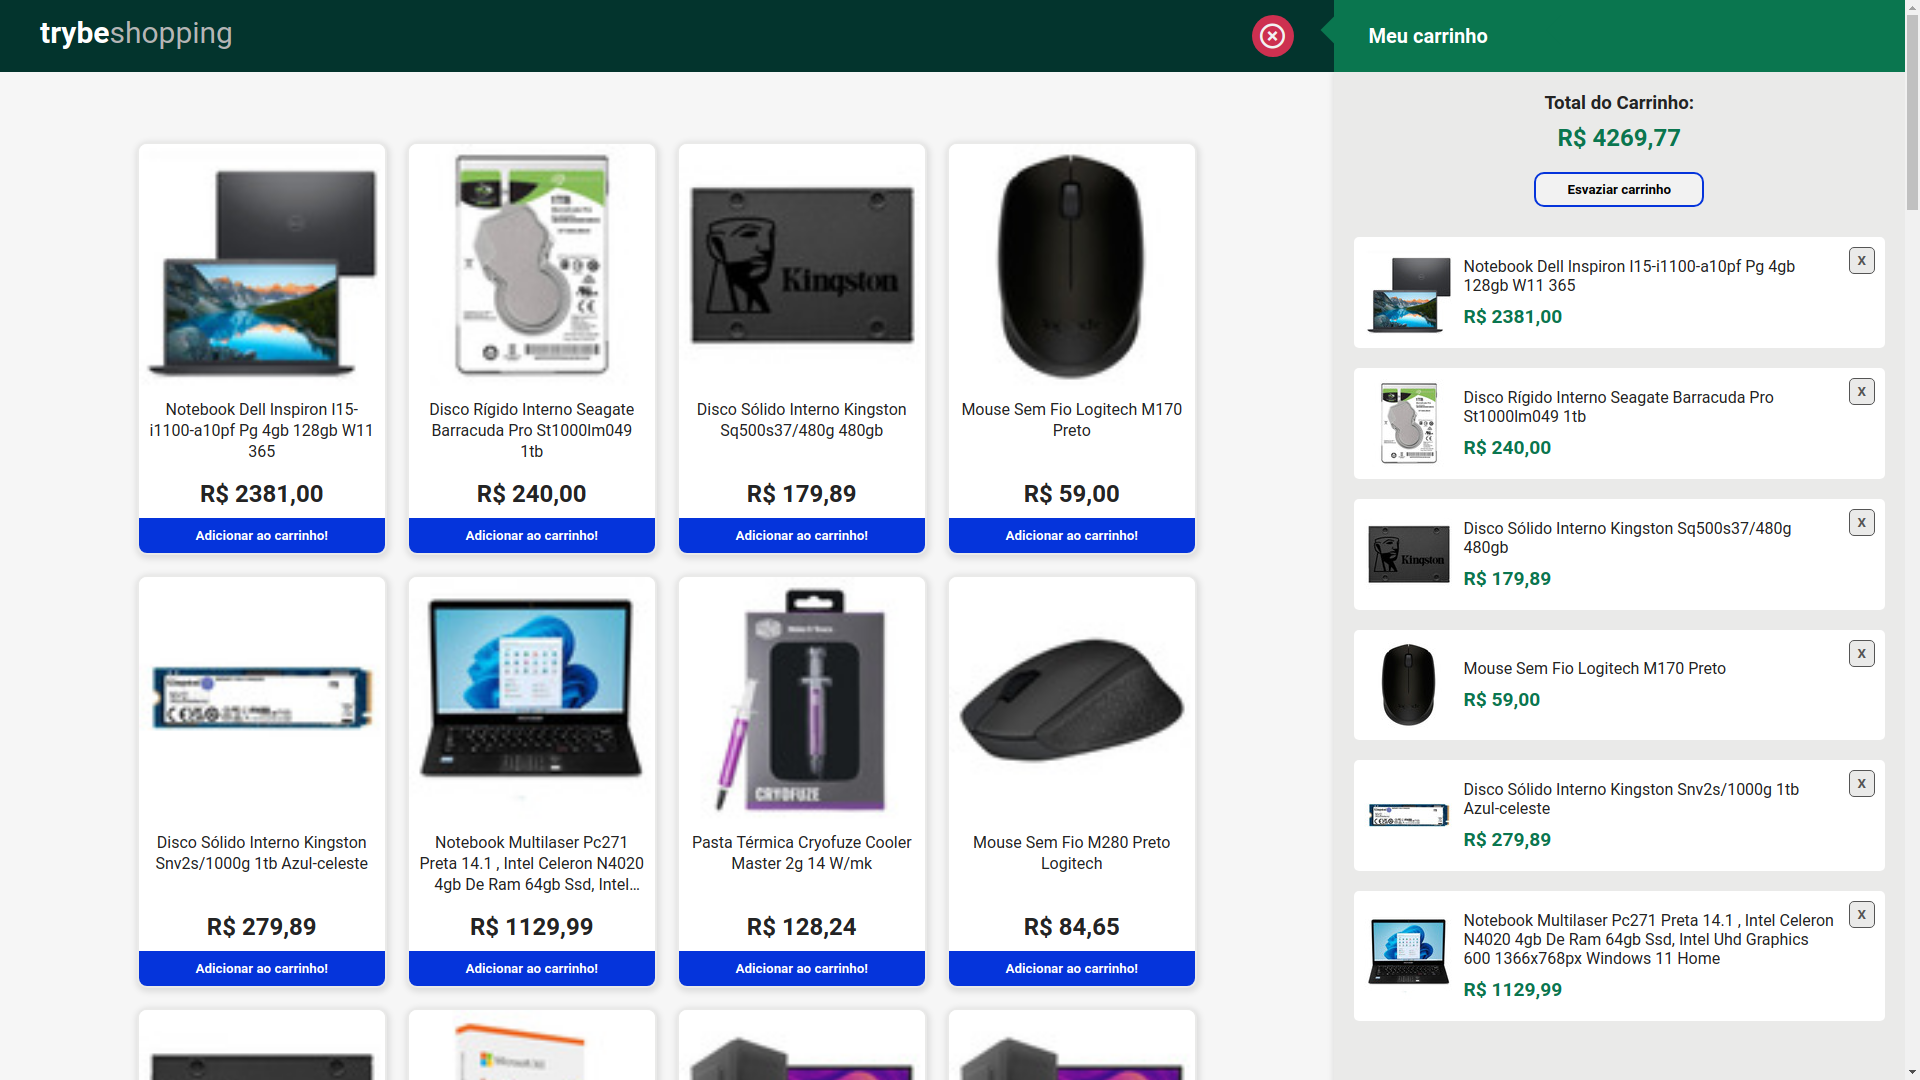 trybeshopping
Meu carrinho
Total do Carrinho:
R$ 4269,77
Esvaziar carrinho
Kingston
Notebook Dell Inspiron I15-
i1100-a10pf Pg 4gb 128gb W11
365
R$ 2381,00
Adicionar ao carrinho!
Disco Rígido Interno Seagate
Barracuda Pro St1000lm049
1tb
R$ 240,00
Adicionar ao carrinho!
Disco Sólido Interno Kingston
Sq500s37/480g 480gb
R$ 179,89
Adicionar ao carrinho!
Mouse Sem Fio Logitech M170
Preto
R$ 59,00
Adicionar ao carrinho!
Disco Sólido Interno Kingston
Snv2s/1000g 1tb Azul-celeste
R$ 279,89
Adicionar ao carrinho!
Notebook Multilaser Pc271
Preta 14.1 , Intel Celeron N4020
4gb De Ram 64gb Ssd, Intel...
R$ 1129,99
Adicionar ao carrinho!
CRYOFUZE
Pasta Térmica Cryofuze Cooler
Master 2g 14 W/mk
R$ 128,24
Adicionar ao carrinho!
Mouse Sem Fio M280 Preto
Logitech
R$ 84,65
Adicionar ao carrinho!
Microsoft 365
Notebook Dell Inspiron I15-i1100-a10pf Pg 4gb
128gb W11 365
R$ 2381,00
X
Disco Rígido Interno Seagate Barracuda Pro
St1000lm049 1tb
R$ 240,00
X
Kingston
Disco Sólido Interno Kingston Sq500s37/480g
480gb
R$ 179,89
X
Mouse Sem Fio Logitech M170 Preto
R$ 59,00
X
Disco Sólido Interno Kingston Snv2s/1000g 1tb
Azul-celeste
R$ 279,89
X
Notebook Multilaser Pc271 Preta 14.1 , Intel Celeron
N4020 4gb De Ram 64gb Ssd, Intel Uhd Graphics
600 1366x768px Windows 11 Home
R$ 1129,99
X